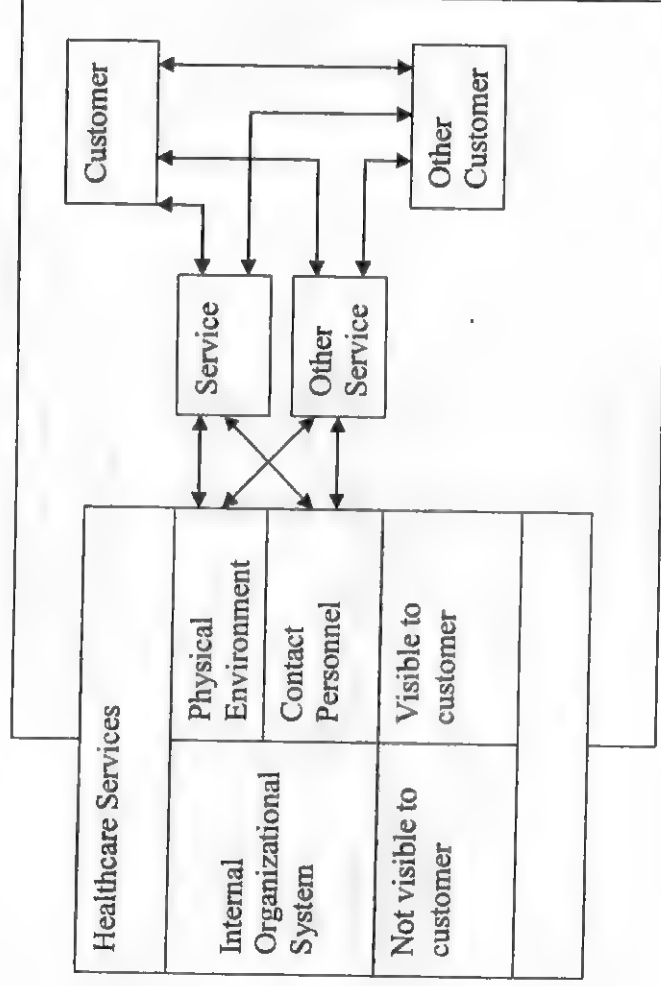 Healthcare Services
Internal
Organizational
System
Physical
Environment
Contact
Personnel
Not visible to
customer
Visible to
customer
Service
Other
Service
Customer
Other
Customer